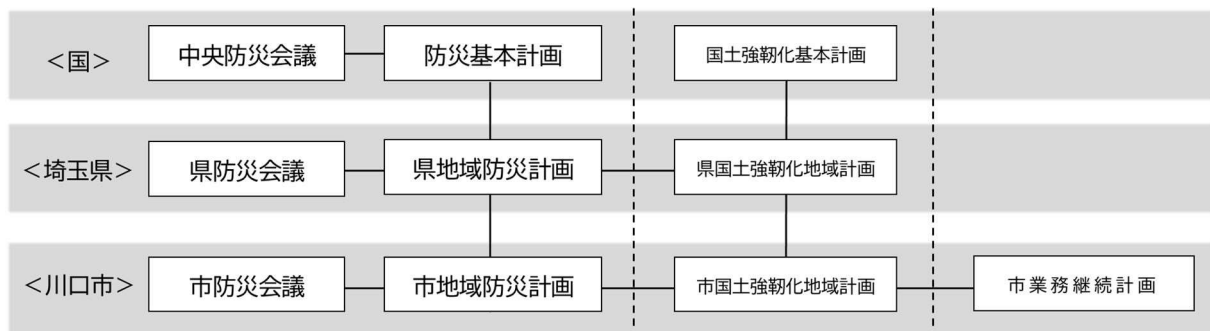 <国>
中央防災会議
防災基本計画
国土強靭化基本計画
<埼玉県>
県防災会議
県地域防災計画
県国土強靭化地域計画
<川口市>
市防災会議
市地域防災計画
市国土強靭化地域計画
市業務継続計画